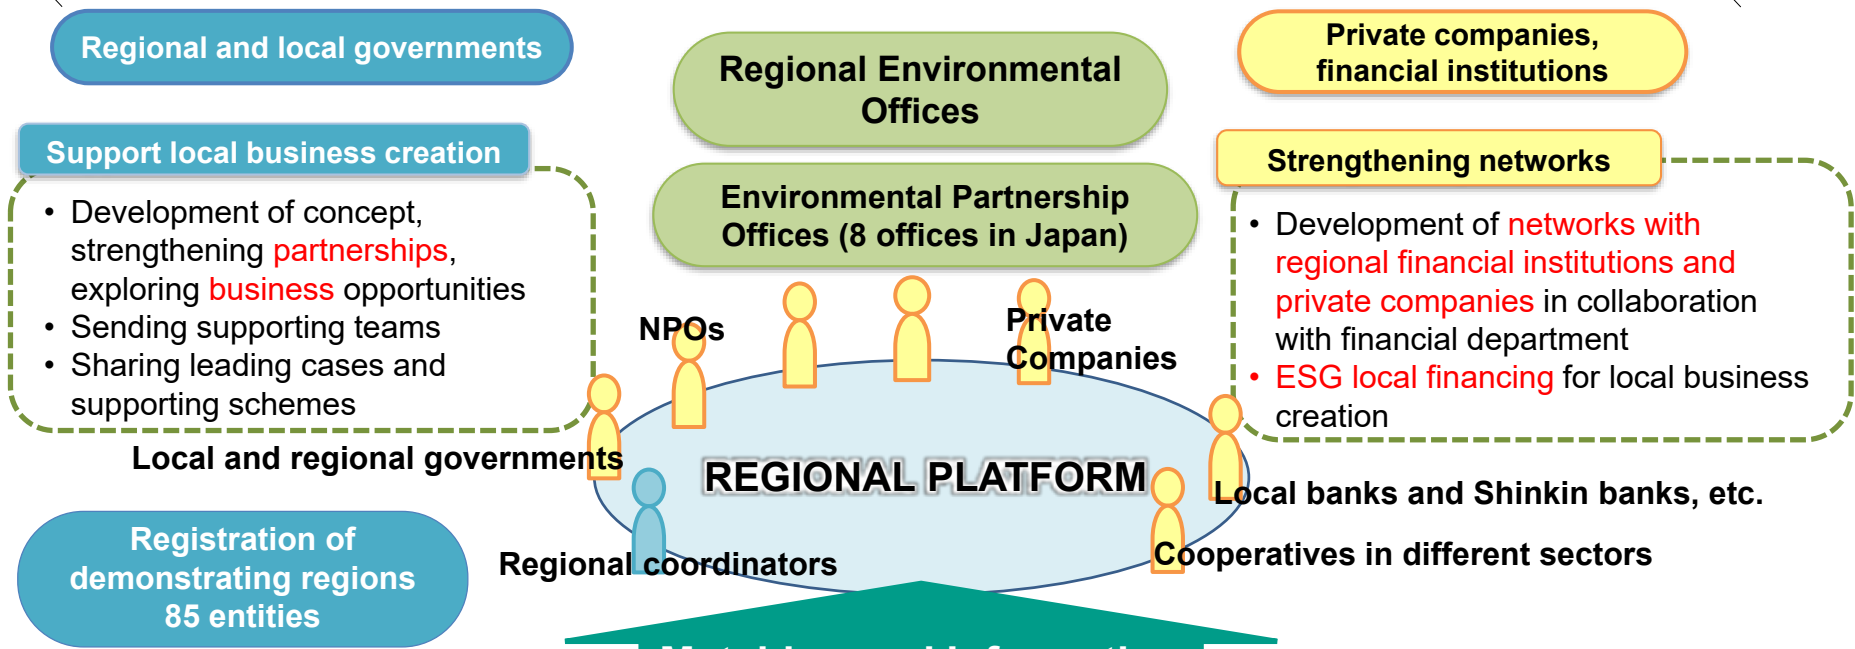 Regional and local governments
Support local business creation
• Development of concept,
strengthening partnerships,
exploring business opportunities
• Sending supporting teams
• Sharing leading cases and
supporting schemes
Regional Environmental
Offices
Environmental Partnership
Offices (8 offices in Japan)
Private companies,
financial institutions
Strengthening networks
• Development of networks with
regional financial institutions and
private companies in collaboration
with financial department
• ESG local financing for local business
creation
NPOs
Private
Companies
Local and regional governments
REGIONAL PLATFORM
Local banks and Shinkin banks, etc.
Regional coordinators
Cooperatives in different sectors
Registration of
demonstrating regions
85 entities